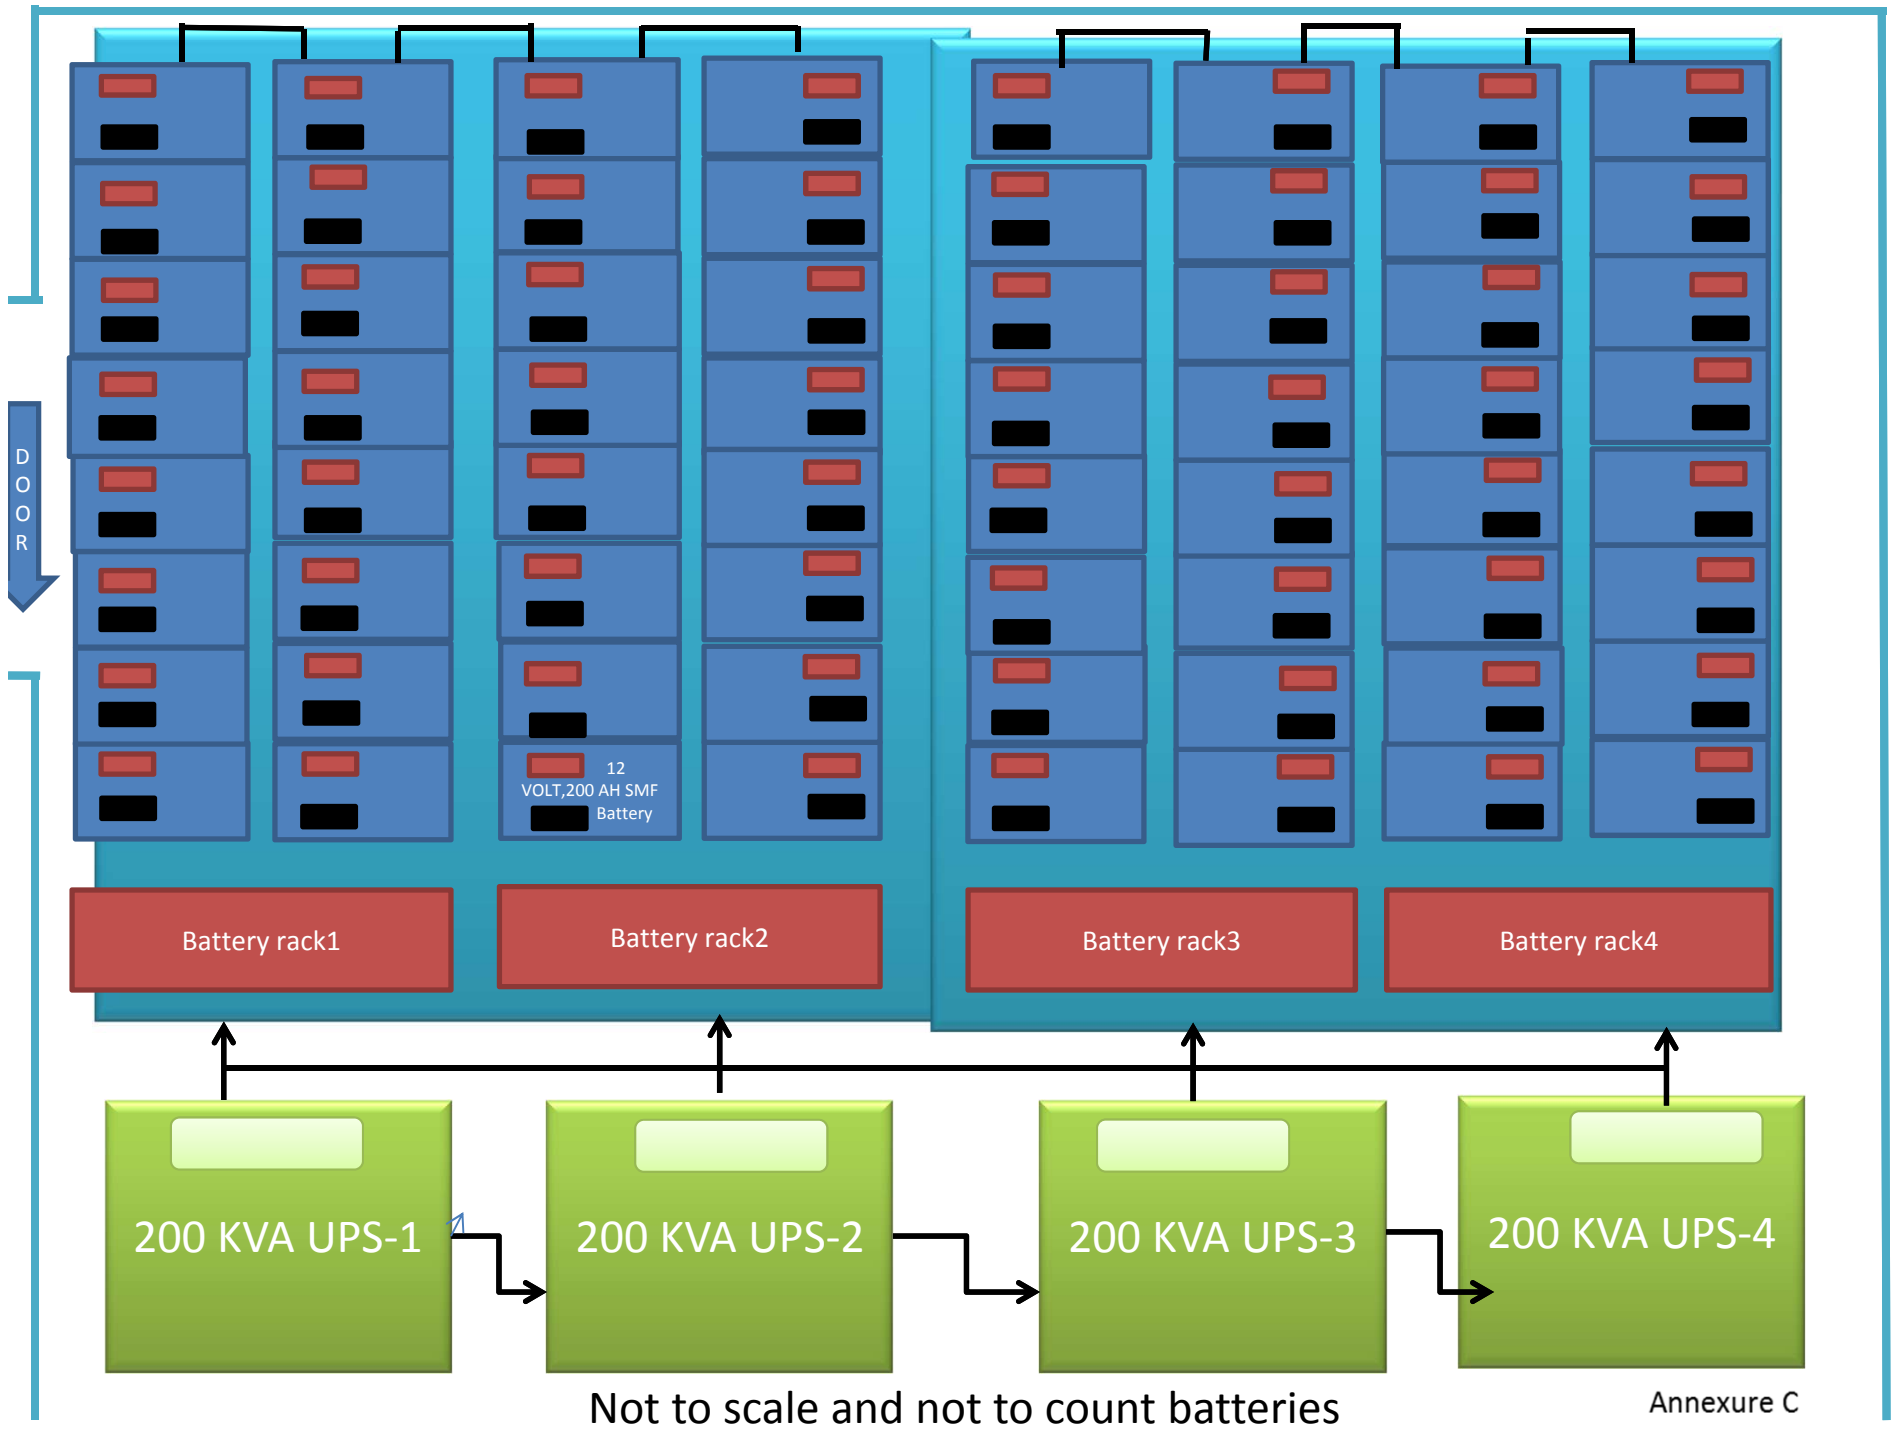 D
O
O
R
12
VOLT,200 AH SMF
Battery
Battery rack1
Battery rack2
Battery rack3
Battery rack4
200 KVA UPS-1
200 KVA UPS-2
200 KVA UPS-3
200 KVA UPS-4
Not to scale and not to count batteries
Annexure C